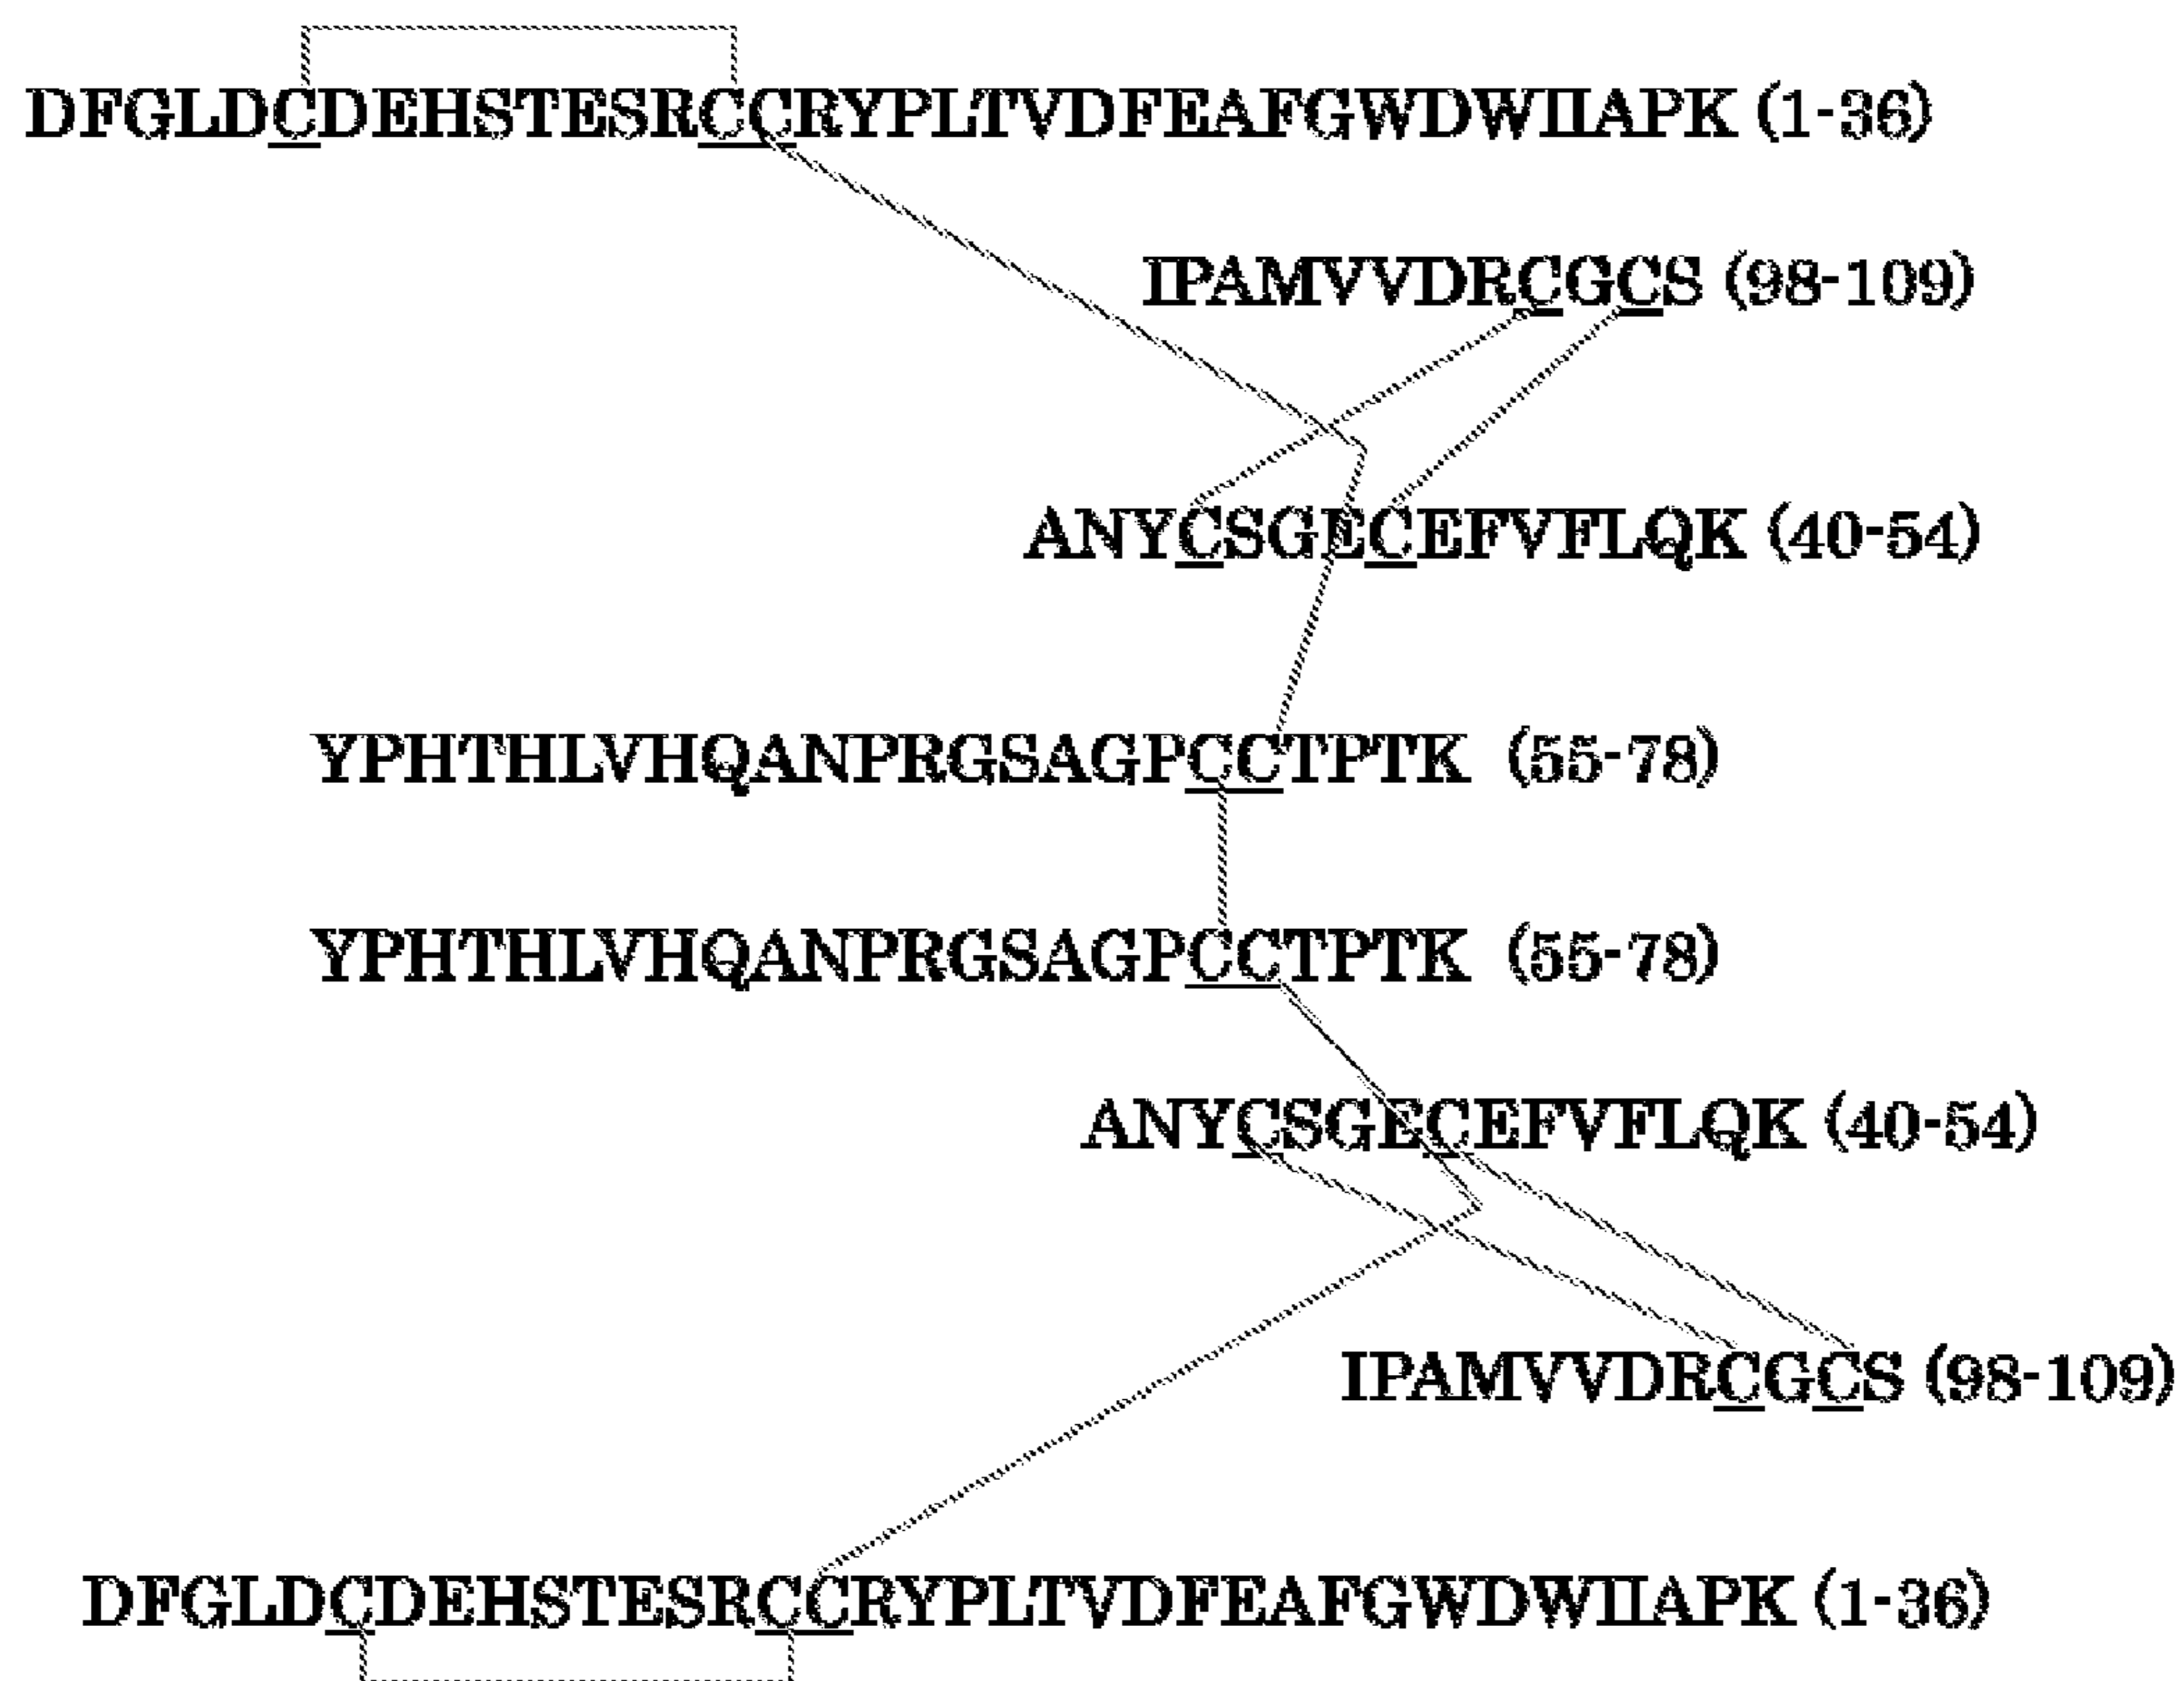 DFGLDCDEHSTESRCCRYPLTVDFEAFGWDWIIAPK (1-36)
IPAMVVDRCGCS (98-109)
ANYCSGECEFVFLQK (40-54)
YPHTHLVHQANPRGSAGPCCTPTK (55-78)
YPHTHLVHQANPRGSAGPCCTPTK (55-78)
ANYCSGECEFVFLQK (40-54)
IPAMVVDRCGCS (98-109)
DFGLDCDEHSTESRCCRYPLTVDFEAFGWDWIIAPK (1-36)